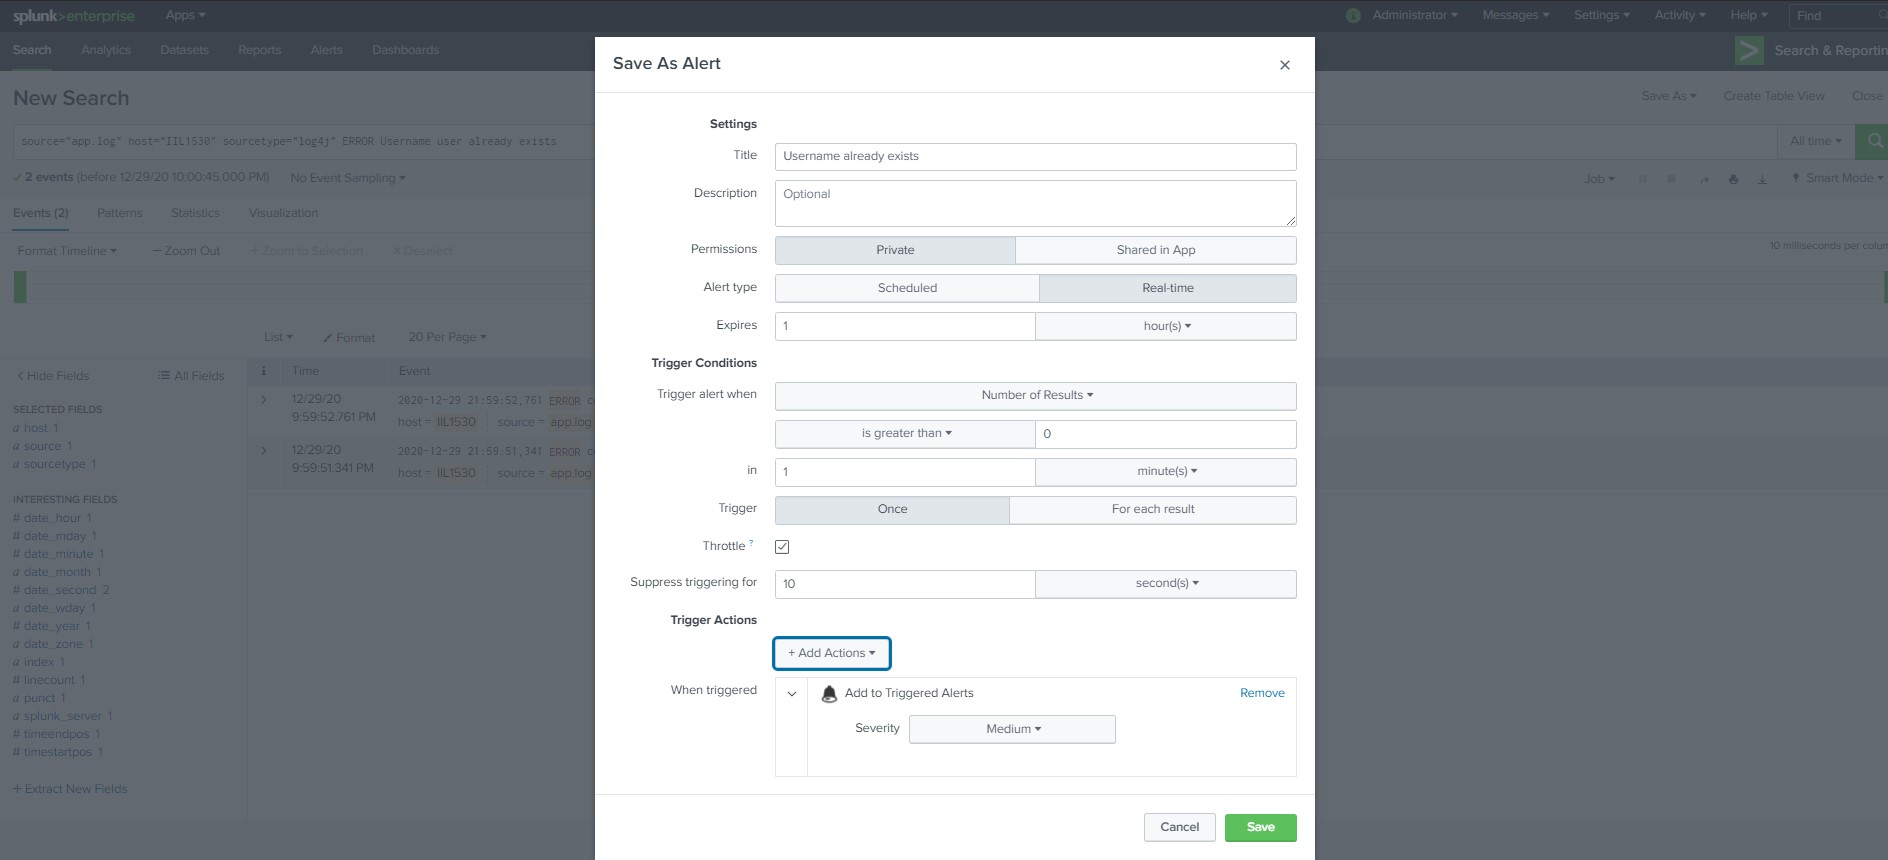 splunk>enterprise Apps Administrator Messages Settings Activity Help Find
Search Analytics Datasets Reports Alerts Dashboards Search & Reportin
New Search Save As Create Table View Close
source="app.log" host="IIL1530" sourcetype="log4j" ERROR Username user already exists All time
2 events (before 12/29/20 10:00:45.000 PM) No Event Sampling Job Smart Mode
Events (2) Patterns Statistics Visualization
Format Timeline — Zoom Out + Zoom to Selection × Deselect 10 milliseconds per colum
List Format 20 Per Page
< Hide Fields All Fields i Time Event
SELECTED FIELDS
a host 1
a source 1
a sourcetype 1
INTERESTING FIELDS
# date_hour 1
# date_mday 1
# date_minute 1
a date_month 1
# date_second 2
a date_wday 1
# date_year 1
a date_zone 1
a index 1
# linecount 1
a punct 1
a splunk_server 1
# timeendpos 1
# timestartpos 1
+ Extract New Fields
> 12/29/20 2020-12-29 21:59:52,761 ERROR c
9:59:52.761 PM host = IIL1530 source = app.log
> 12/29/20 2020-12-29 21:59:51,341 ERROR c
9:59:51.341 PM host = IIL1530 source = app.log
Save As Alert ×
Settings
Title Username already exists
Description Optional
Permissions Private Shared in App
Alert type Scheduled Real-time
Expires 1 hour(s)
Trigger Conditions
Trigger alert when Number of Results
is greater than 0
in 1 minute(s)
Trigger Once For each result
Throttle ?
Suppress triggering for 10 second(s)
Trigger Actions
+ Add Actions
When triggered Add to Triggered Alerts Remove
Severity Medium
Cancel Save